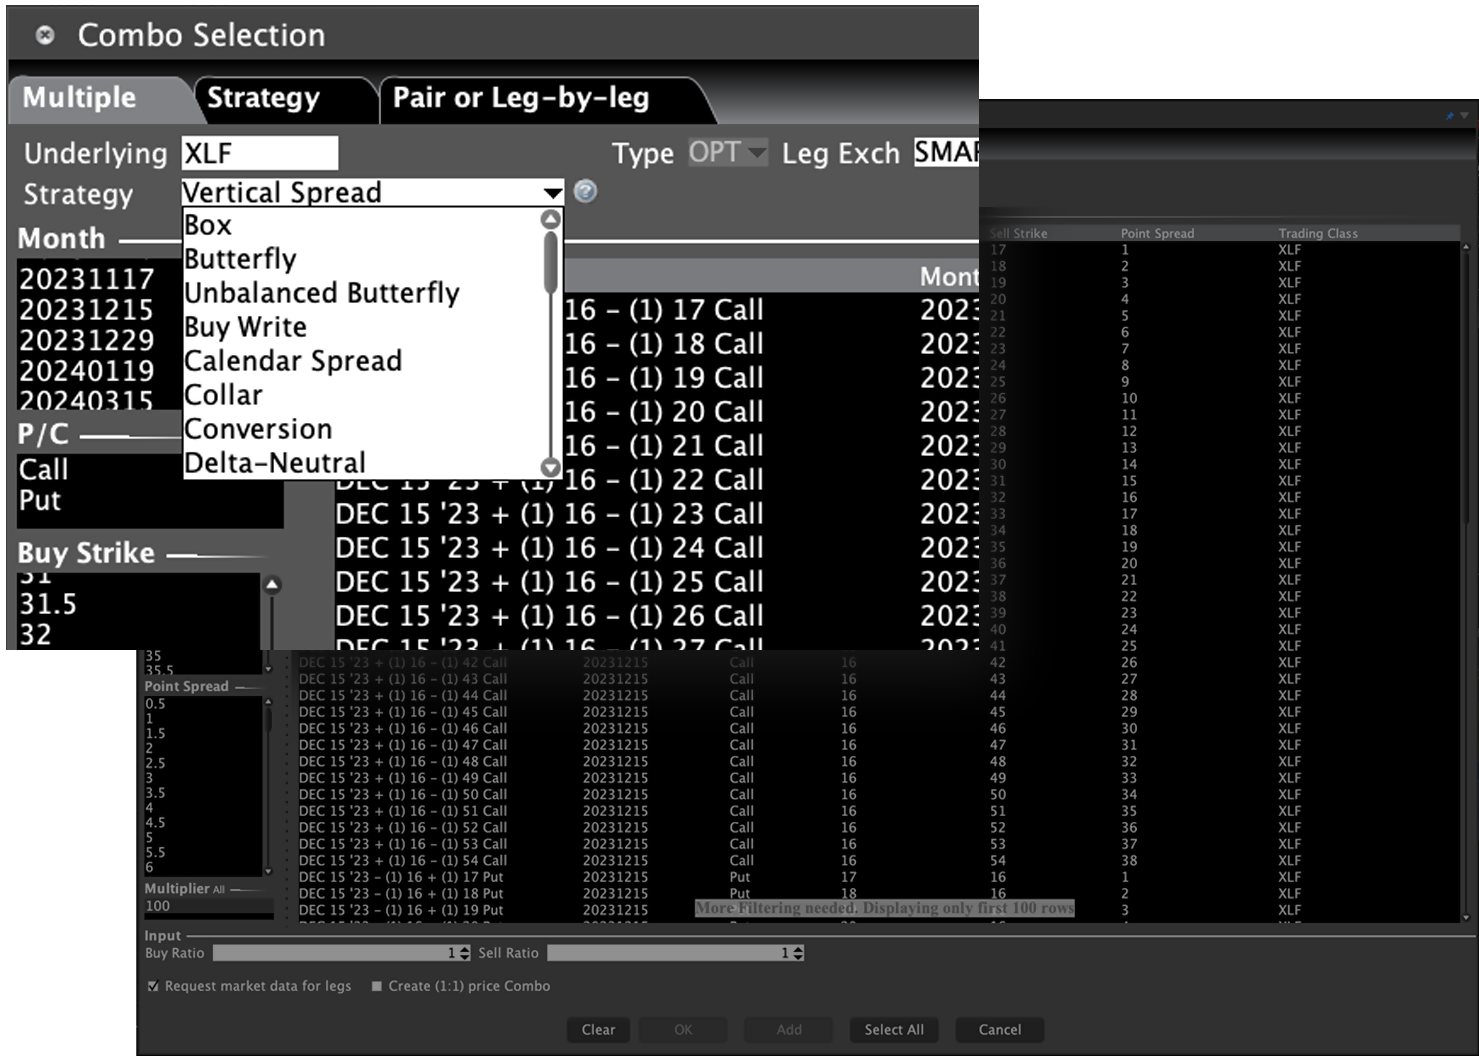 Combo Selection
Multiple Strategy Pair or Leg-by-leg
Underlying XLF Type OPT Leg Exch SMAR
Strategy Vertical Spread
Box
Butterfly
Unbalanced Butterfly
Buy Write
Calendar Spread
Collar
Conversion
Delta-Neutral
Month
20231117
20231215
20231229
20240119
20240315
P/C
Call
Put
Buy Strike
31
31.5
32
35
35.5
Point Spread
0.5
1
1.5
2
2.5
3
3.5
4
4.5
5
5.5
6
Multiplier All
100
Mont
16 - (1) 17 Call 2023
16 - (1) 18 Call 2023
16 - (1) 19 Call 2023
16 - (1) 20 Call 2023
16 - (1) 21 Call 2023
DEC 15 '23 + (1) 16 - (1) 22 Call 2023
DEC 15 '23 + (1) 16 - (1) 23 Call 2023
DEC 15 '23 + (1) 16 - (1) 24 Call 2023
DEC 15 '23 + (1) 16 - (1) 25 Call 2023
DEC 15 '23 + (1) 16 - (1) 26 Call 2023
DEC 15 '23 + (1) 16 - (1) 27 Call 2023
Sell Strike Point Spread Trading Class
17 1 XLF
18 2 XLF
19 3 XLF
20 4 XLF
21 5 XLF
22 6 XLF
23 7 XLF
24 8 XLF
25 9 XLF
26 10 XLF
27 11 XLF
28 12 XLF
29 13 XLF
30 14 XLF
31 15 XLF
32 16 XLF
33 17 XLF
34 18 XLF
35 19 XLF
36 20 XLF
37 21 XLF
38 22 XLF
39 23 XLF
40 24 XLF
41 25 XLF
DEC 15 '23 + (1) 16 - (1) 42 Call 20231215 Call 16 42 26 XLF
DEC 15 '23 + (1) 16 - (1) 43 Call 20231215 Call 16 43 27 XLF
DEC 15 '23 + (1) 16 - (1) 44 Call 20231215 Call 16 44 28 XLF
DEC 15 '23 + (1) 16 - (1) 45 Call 20231215 Call 16 45 29 XLF
DEC 15 '23 + (1) 16 - (1) 46 Call 20231215 Call 16 46 30 XLF
DEC 15 '23 + (1) 16 - (1) 47 Call 20231215 Call 16 47 31 XLF
DEC 15 '23 + (1) 16 - (1) 48 Call 20231215 Call 16 48 32 XLF
DEC 15 '23 + (1) 16 - (1) 49 Call 20231215 Call 16 49 33 XLF
DEC 15 '23 + (1) 16 - (1) 50 Call 20231215 Call 16 50 34 XLF
DEC 15 '23 + (1) 16 - (1) 51 Call 20231215 Call 16 51 35 XLF
DEC 15 '23 + (1) 16 - (1) 52 Call 20231215 Call 16 52 36 XLF
DEC 15 '23 + (1) 16 - (1) 53 Call 20231215 Call 16 53 37 XLF
DEC 15 '23 + (1) 16 - (1) 54 Call 20231215 Call 16 54 38 XLF
DEC 15 '23 - (1) 16 + (1) 17 Put 20231215 Put 17 16 1 XLF
DEC 15 '23 - (1) 16 + (1) 18 Put 20231215 Put 18 16 2 XLF
DEC 15 '23 - (1) 16 + (1) 19 Put 20231215 3 XLF
More Filtering needed. Displaying only first 100 rows
Input
Buy Ratio 1 Sell Ratio 1
Request market data for legs Create (1:1) price Combo
Clear OK Add Select All Cancel